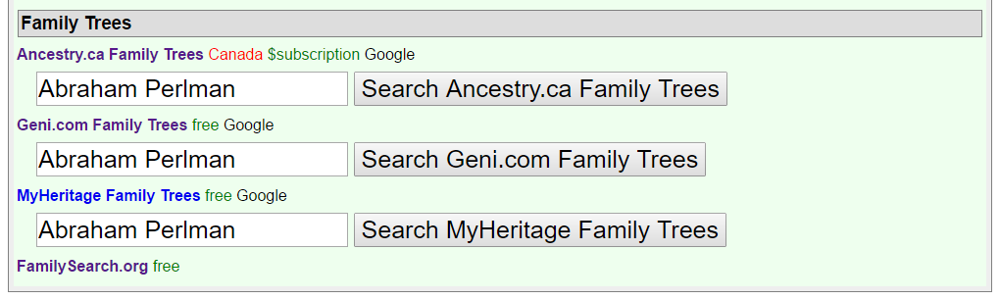 Family Trees
Ancestry.ca Family Trees Canada $subscription Google
Abraham Perlman Search Ancestry.ca Family Trees
Geni.com Family Trees free Google
Abraham Perlman Search Geni.com Family Trees
MyHeritage Family Trees free Google
Abraham Perlman Search MyHeritage Family Trees
FamilySearch.org free